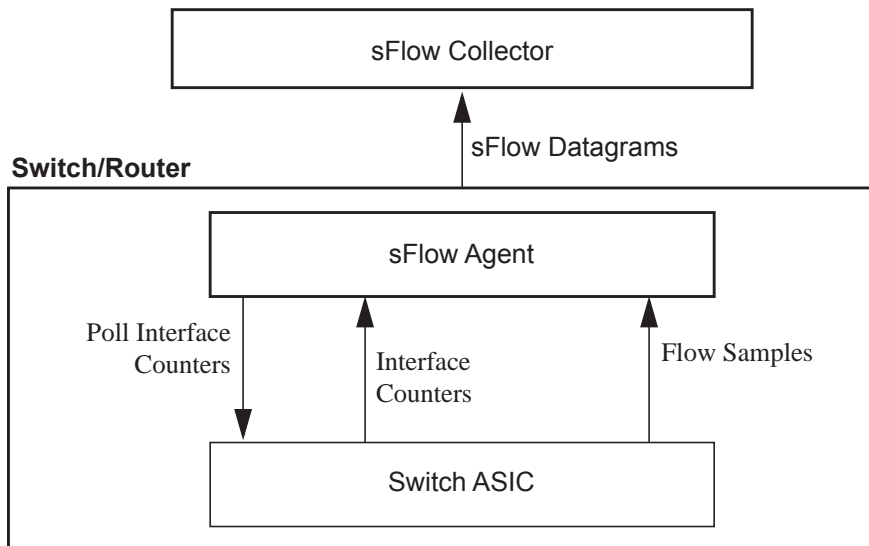 sFlow Collector
sFlow Datagrams
Switch/Router
sFlow Agent
Poll Interface
Counters
Interface
Counters
Flow Samples
Switch ASIC